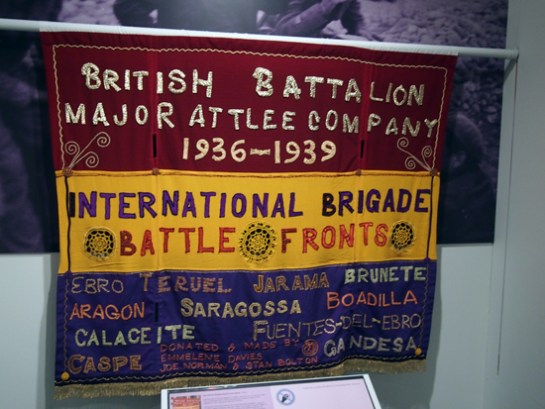 BRITISH BATTALION
MAJOR ATTLEE COMPANY
1936-1939
INTERNATIONAL BRIGADE
BATTLE FRONTS
EBRO TERUEL JARAMA BRUNETE
ARAGON SARAGOSSA BOADILLA
CALACEITE FUENTES-DEL-EBRO
CASPE DONATED & MADE BY GANDESA
EMMELENE DAVIES
JOE NORMAN & STAN BOLTON